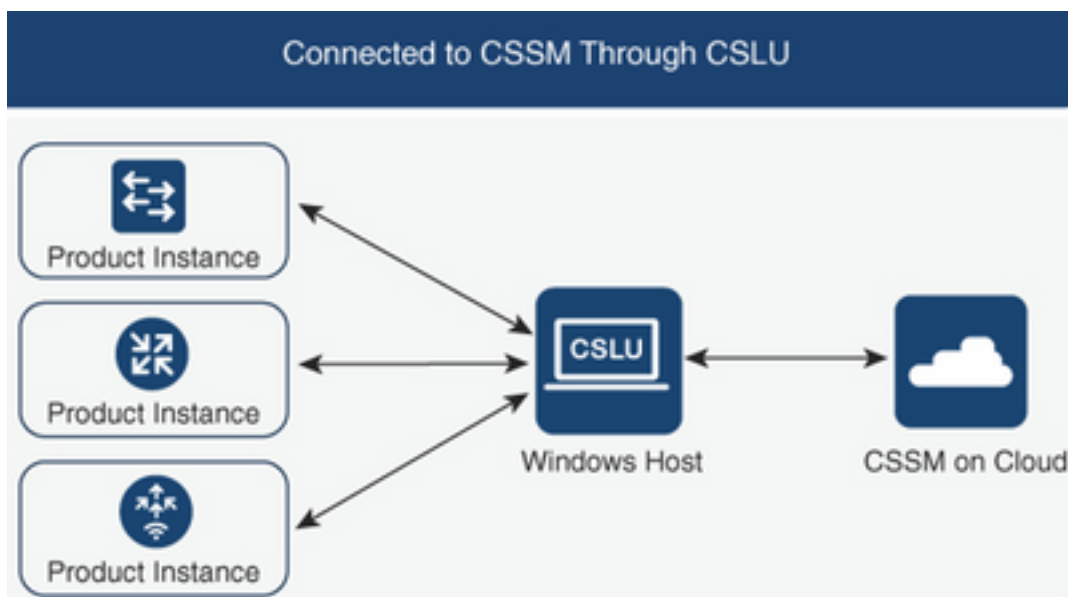 Connected to CSSM Through CSLU
Product Instance
Product Instance
Product Instance
CSLU
Windows Host
CSSM on Cloud